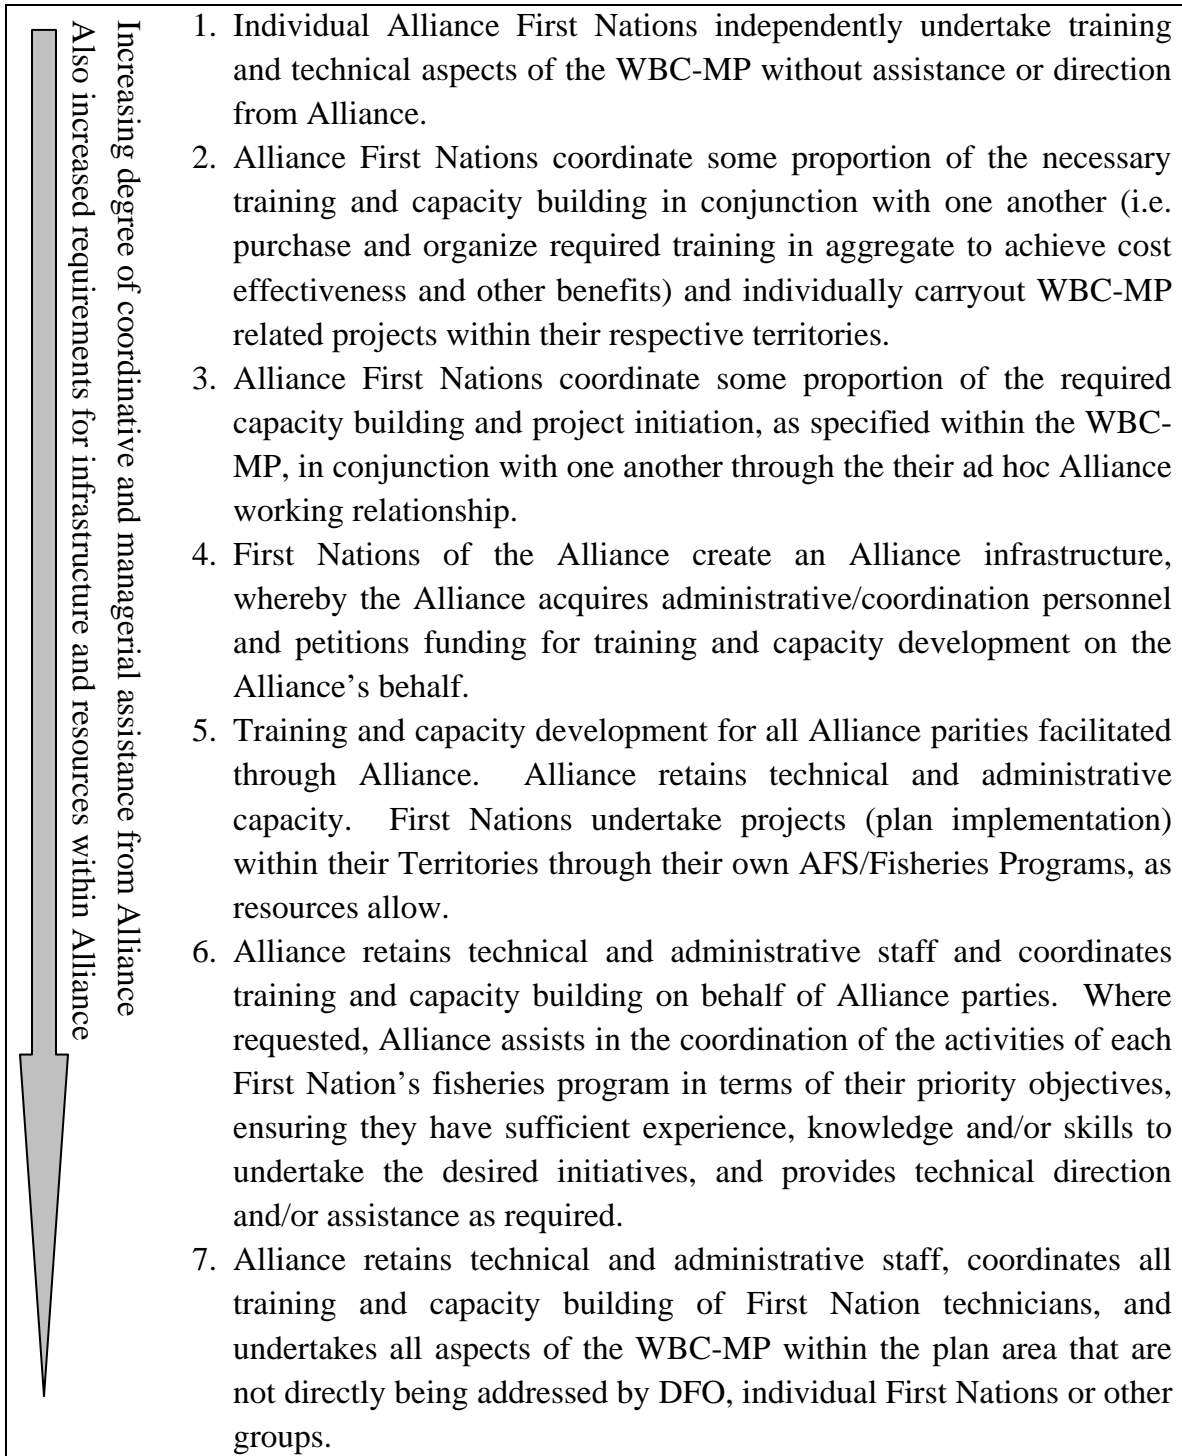 Increasing degree of coordinative and managerial assistance from Alliance
Also increased requirements for infrastructure and resources within Alliance
1. Individual Alliance First Nations independently undertake training
and technical aspects of the WBC-MP without assistance or direction
from Alliance.
2. Alliance First Nations coordinate some proportion of the necessary
training and capacity building in conjunction with one another (i.e.
purchase and organize required training in aggregate to achieve cost
effectiveness and other benefits) and individually carryout WBC-MP
related projects within their respective territories.
3. Alliance First Nations coordinate some proportion of the required
capacity building and project initiation, as specified within the WBC-
MP, in conjunction with one another through the their ad hoc Alliance
working relationship.
4. First Nations of the Alliance create an Alliance infrastructure,
whereby the Alliance acquires administrative/coordination personnel
and petitions funding for training and capacity development on the
Alliance’s behalf.
5. Training and capacity development for all Alliance parities facilitated
through Alliance. Alliance retains technical and administrative
capacity. First Nations undertake projects (plan implementation)
within their Territories through their own AFS/Fisheries Programs, as
resources allow.
6. Alliance retains technical and administrative staff and coordinates
training and capacity building on behalf of Alliance parties. Where
requested, Alliance assists in the coordination of the activities of each
First Nation’s fisheries program in terms of their priority objectives,
ensuring they have sufficient experience, knowledge and/or skills to
undertake the desired initiatives, and provides technical direction
and/or assistance as required.
7. Alliance retains technical and administrative staff, coordinates all
training and capacity building of First Nation technicians, and
undertakes all aspects of the WBC-MP within the plan area that are
not directly being addressed by DFO, individual First Nations or other
groups.